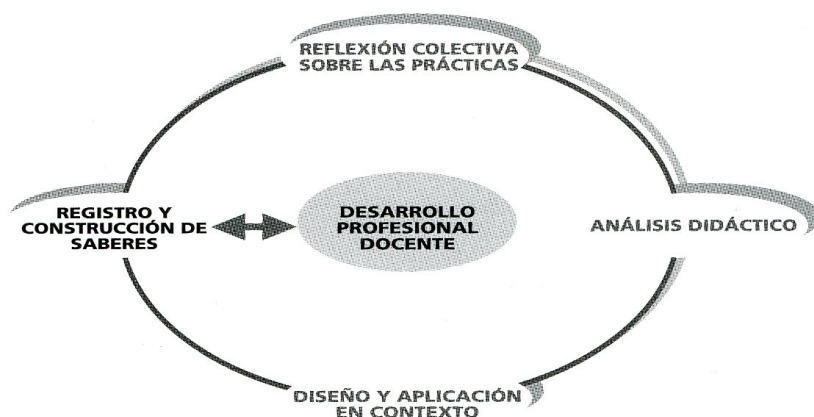 REFLEXIÓN COLECTIVA
SOBRE LAS PRÁCTICAS
REGISTRO Y
CONSTRUCCIÓN DE
SABERES
DESARROLLO
PROFESIONAL
DOCENTE
ANÁLISIS DIDÁCTICO
DISEÑO Y APLICACIÓN
EN CONTEXTO